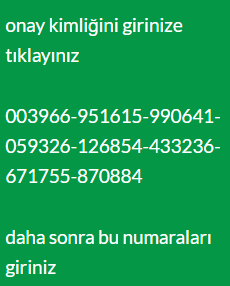 onay kimliğini girinize
tıklayınız
003966-951615-990641-
059326-126854-433236-
671755-870884
daha sonra bu numaraları
giriniz